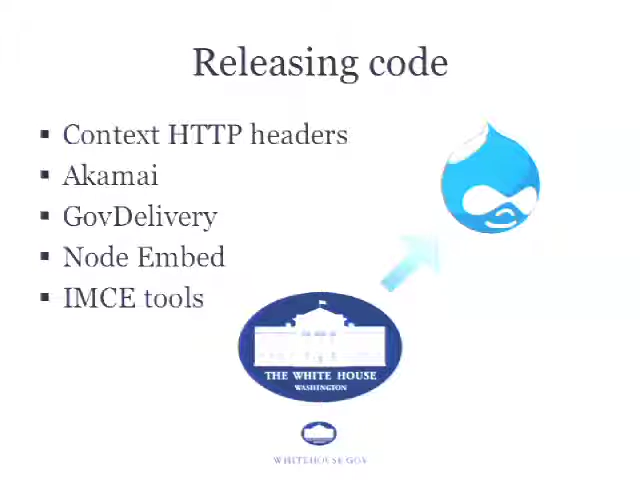 Releasing code
Context HTTP headers
Akamai
GovDelivery
Node Embed
IMCE tools
THE WHITE HOUSE
WASHINGTON
WHITEHOUSE.GOV